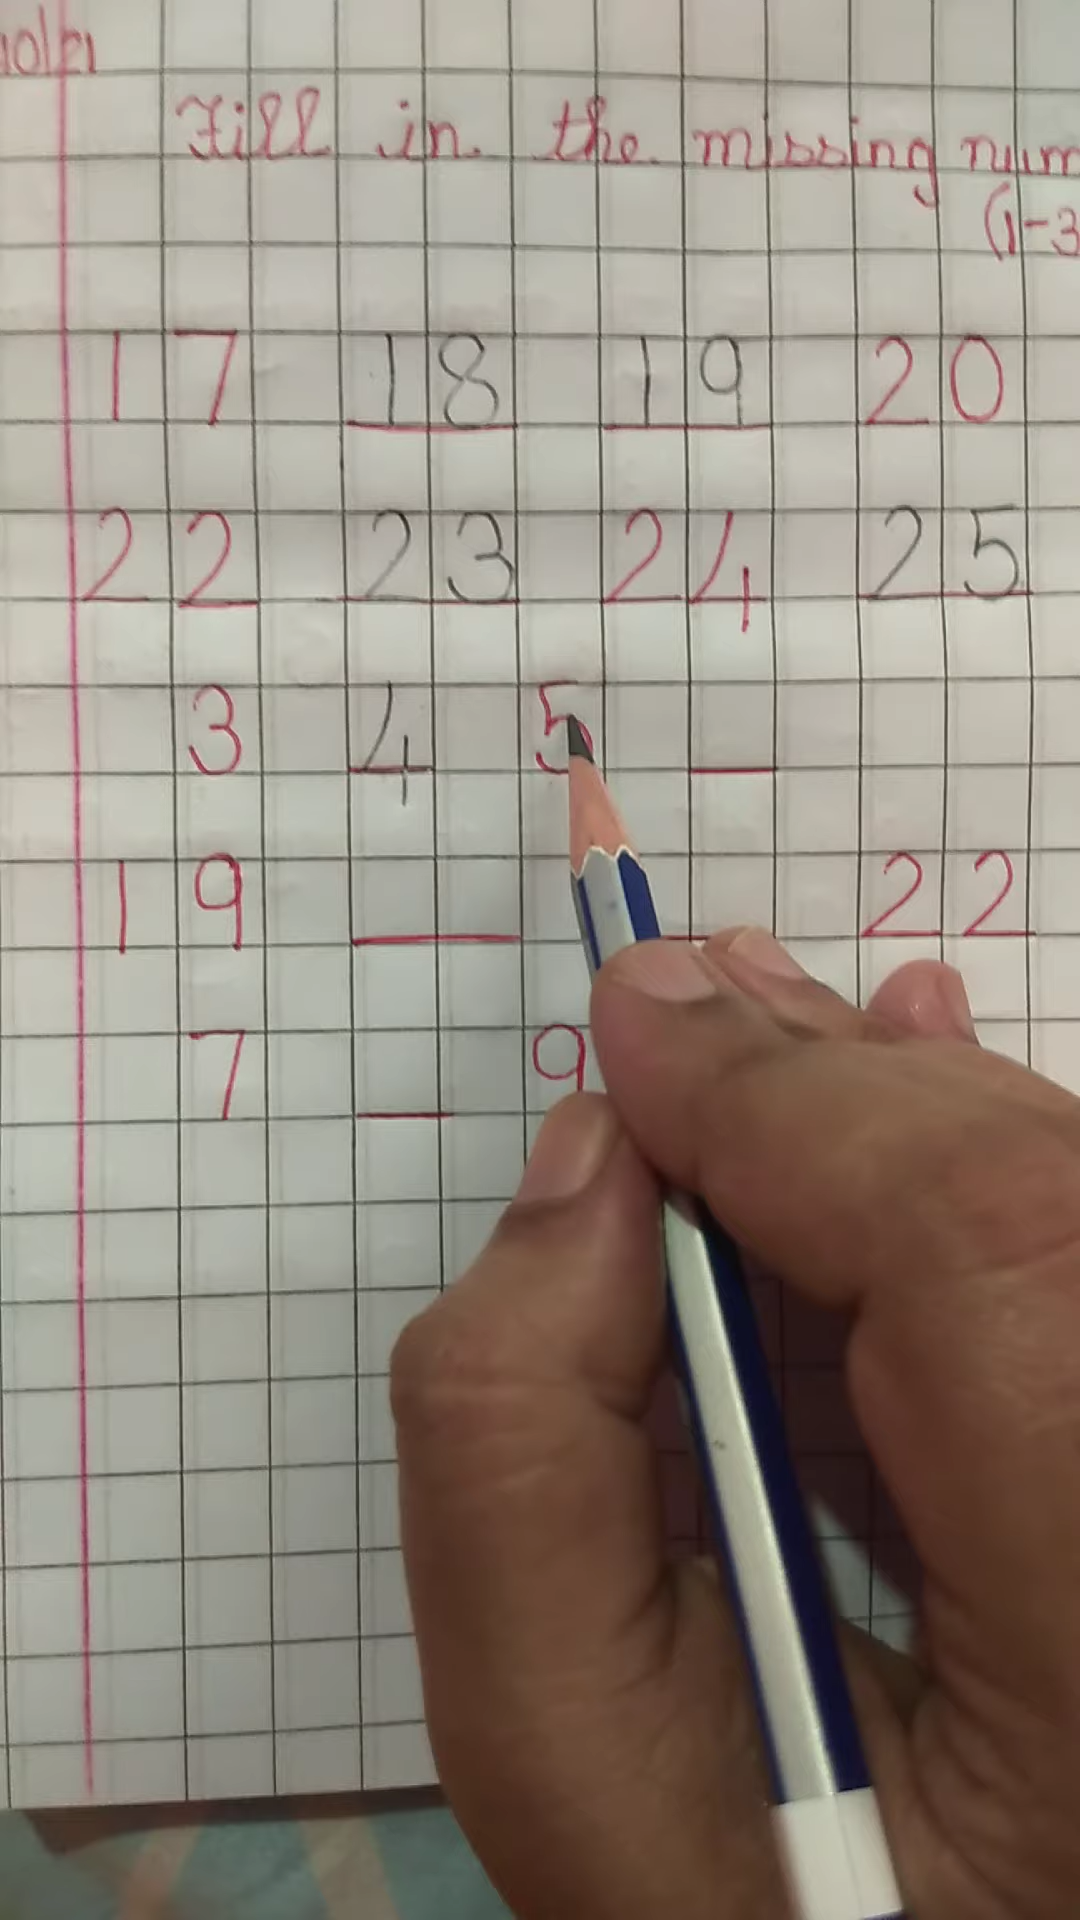 Fill in the missing num
(1-3
17 18 19 20
22 23 24 25
3 4 5 _
19 __ _ 22
7 _ 9